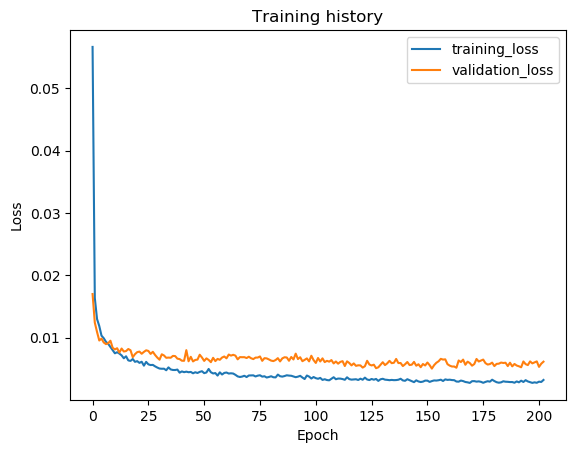 Training history
training_loss
validation_loss
0.05
0.04
0.03
0.02
0.01
Loss
0 25 50 75 100 125 150 175 200
Epoch